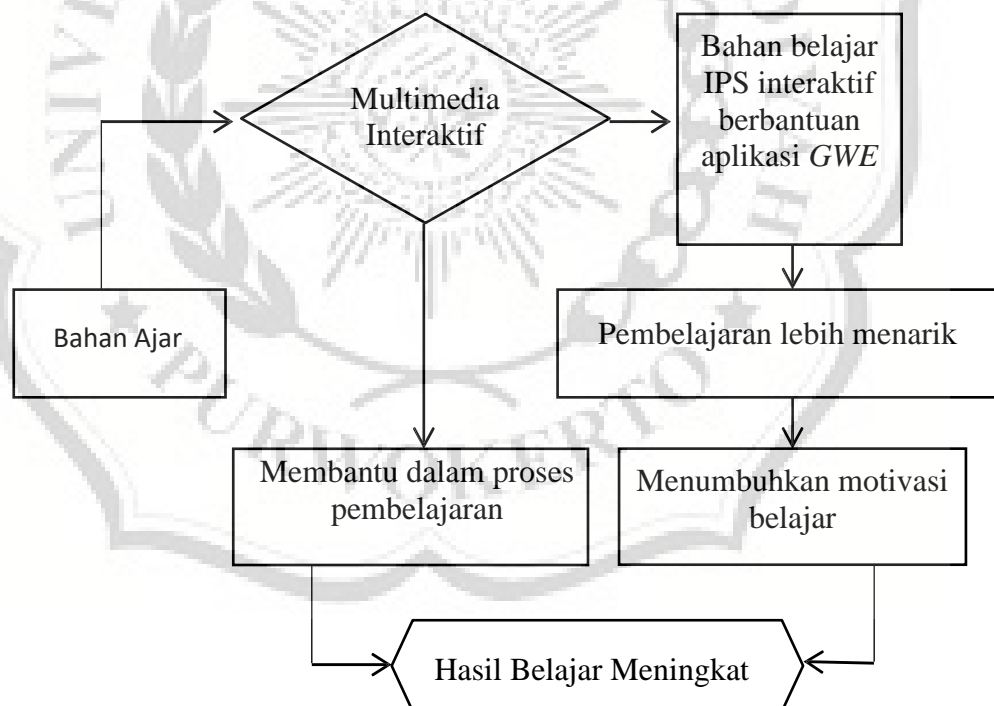 Multimedia
Interaktif
Bahan belajar
IPS interaktif
berbantuan
aplikasi GWE
Bahan Ajar
Pembelajaran lebih menarik
Membantu dalam proses
pembelajaran
Menumbuhkan motivasi
belajar
Hasil Belajar Meningkat
PURWOKERTO